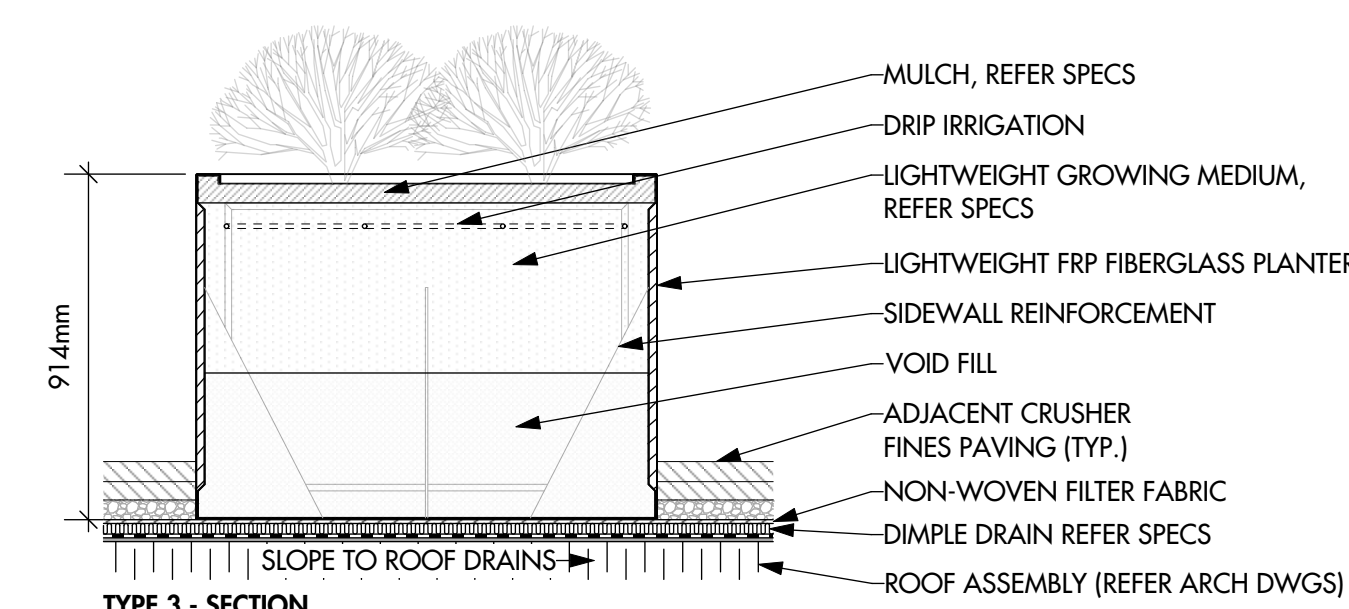 MULCH, REFER SPECS
DRIP IRRIGATION
LIGHTWEIGHT GROWING MEDIUM,
REFER SPECS
LIGHTWEIGHT FRP FIBERGLASS PLANTER
SIDEWALL REINFORCEMENT
VOID FILL
ADJACENT CRUSHER
FINES PAVING (TYP.)
NON-WOVEN FILTER FABRIC
DIMPLE DRAIN REFER SPECS
ROOF ASSEMBLY (REFER ARCH DWGS)
914mm
SLOPE TO ROOF DRAINS
TYPE 3 - SECTION